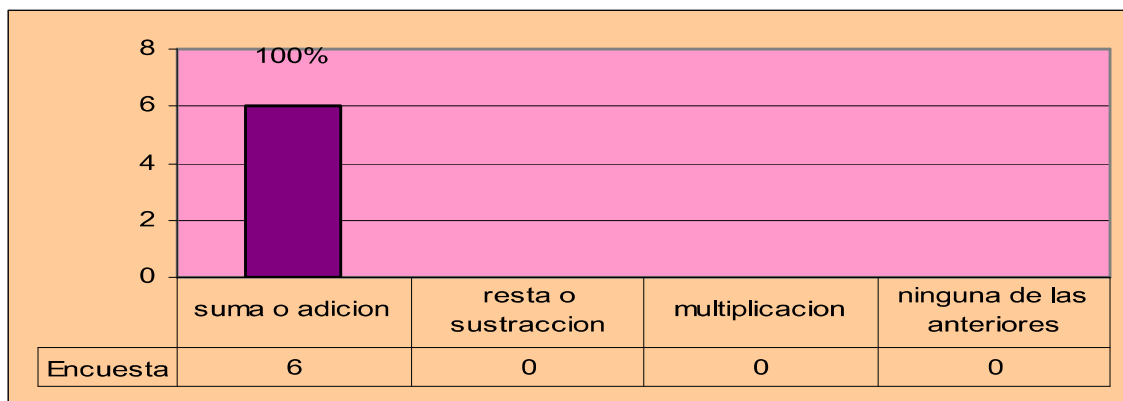 8
100%
6
4
2
0
suma o adicion
resta o
sustraccion
multiplicacion
ninguna de las
anteriores
Encuesta 6 0 0 0